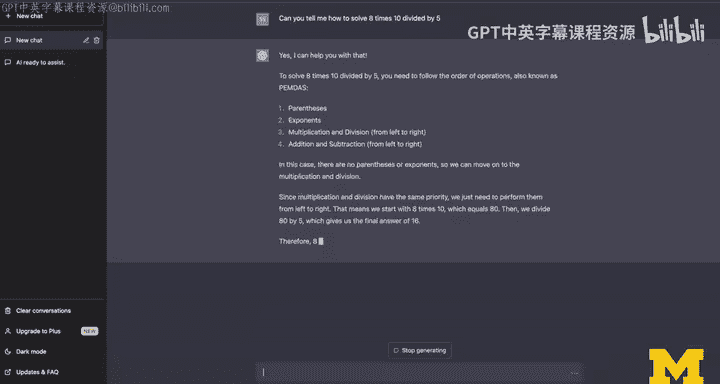 GPT中英字幕课程资源@bilibili.com
GPT中英字幕课程资源 bilibili
New chat
New chat
AI ready to assist.
Can you tell me how to solve 8 times 10 divided by 5
Yes, I can help you with that!
To solve 8 times 10 divided by 5, you need to follow the order of operations, also known as
PEMDAS:
1. Parentheses
2. Exponents
3. Multiplication and Division (from left to right)
4. Addition and Subtraction (from left to right)
In this case, there are no parentheses or exponents, so we can move on to the
multiplication and division.
Since multiplication and division have the same priority, we just need to perform them
from left to right. That means we start with 8 times 10, which equals 80. Then, we divide
80 by 5, which gives us the final answer of 16.
Therefore, 8
Stop generating
Clear conversations
Upgrade to Plus NEW
Dark mode
Updates & FAQ
M